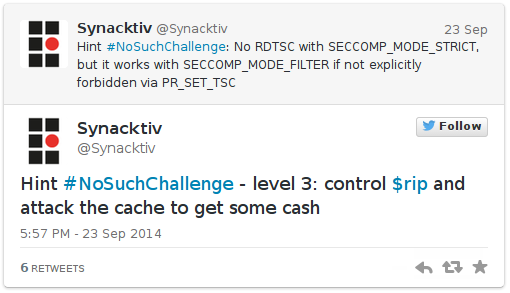 Synacktiv @Synacktiv 23 Sep
Hint #NoSuchChallenge: No RDTSC with SECCOMP_MODE_STRICT,
but it works with SECCOMP_MODE_FILTER if not explicitly
forbidden via PR_SET_TSC
Synacktiv
@Synacktiv
Follow
Hint #NoSuchChallenge - level 3: control $rip and
attack the cache to get some cash
5:57 PM - 23 Sep 2014
6 RETWEETS